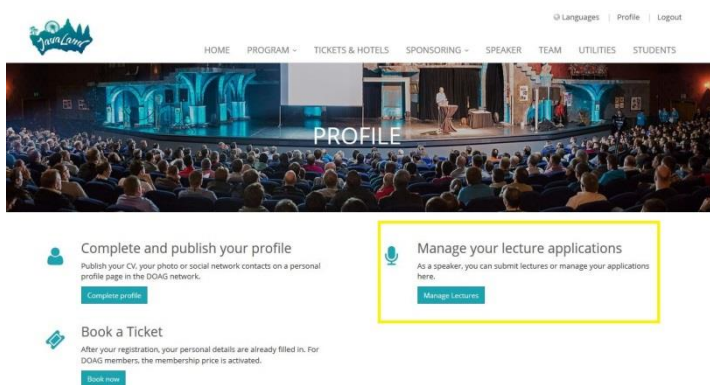 Languages | Profile | Logout
JavaLand
HOME PROGRAM TICKETS & HOTELS SPONSORING SPEAKER TEAM UTILITIES STUDENTS
PROFILE
Complete and publish your profile
Publish your CV, your photo or social network contacts on a personal
profile page in the DOAG network.
Complete profile
Manage your lecture applications
As a speaker, you can submit lectures or manage your applications
here.
Manage Lectures
Book a Ticket
After your registration, your personal details are already filled in. For
DOAG members, the membership price is activated.
Book now